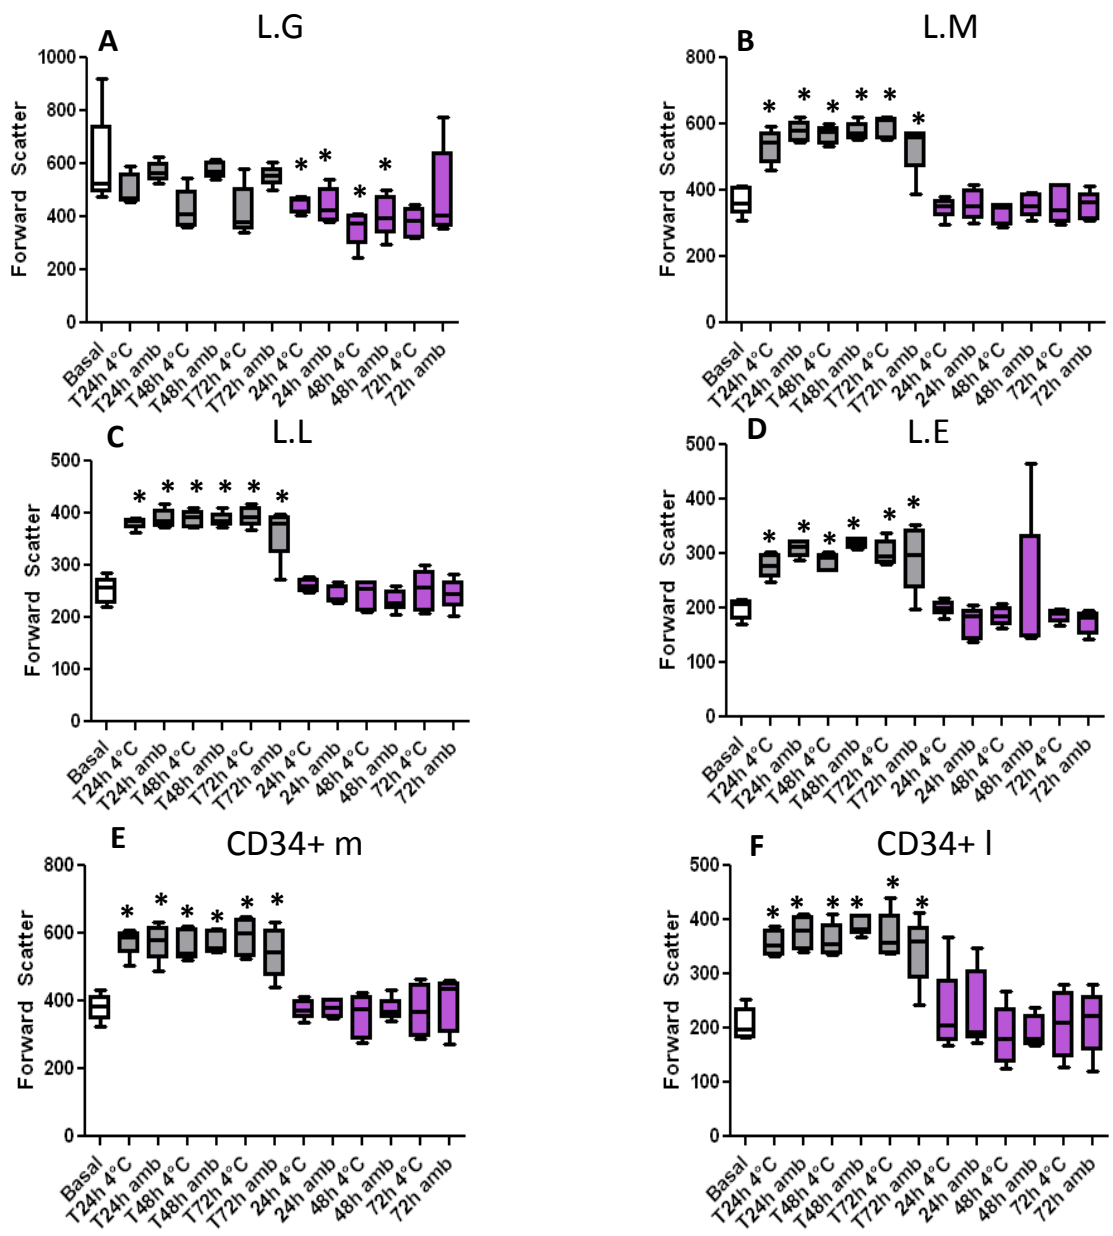 A L.G
Forward Scatter
1000
800
600
400
200
0
* * * *
Basal
T24h 4°C
T24h amb
T48h 4°C
T48h amb
T72h 4°C
T72h amb
24h 4°C
24h amb
48h 4°C
48h amb
72h 4°C
72h amb
B L.M
Forward Scatter
800
600
400
200
0
* * * * * *
Basal
T24h 4°C
T24h amb
T48h 4°C
T48h amb
T72h 4°C
T72h amb
24h 4°C
24h amb
48h 4°C
48h amb
72h 4°C
72h amb
C L.L
Forward Scatter
500
400
300
200
100
0
* * * * * *
Basal
T24h 4°C
T24h amb
T48h 4°C
T48h amb
T72h 4°C
T72h amb
24h 4°C
24h amb
48h 4°C
48h amb
72h 4°C
72h amb
D L.E
Forward Scatter
500
400
300
200
100
0
* * * * * *
Basal
T24h 4°C
T24h amb
T48h 4°C
T48h amb
T72h 4°C
T72h amb
24h 4°C
24h amb
48h 4°C
48h amb
72h 4°C
72h amb
E CD34+ m
Forward Scatter
800
600
400
200
0
* * * * * *
Basal
T24h 4°C
T24h amb
T48h 4°C
T48h amb
T72h 4°C
T72h amb
24h 4°C
24h amb
48h 4°C
48h amb
72h 4°C
72h amb
F CD34+ l
Forward Scatter
500
400
300
200
100
0
* * * * * *
Basal
T24h 4°C
T24h amb
T48h 4°C
T48h amb
T72h 4°C
T72h amb
24h 4°C
24h amb
48h 4°C
48h amb
72h 4°C
72h amb